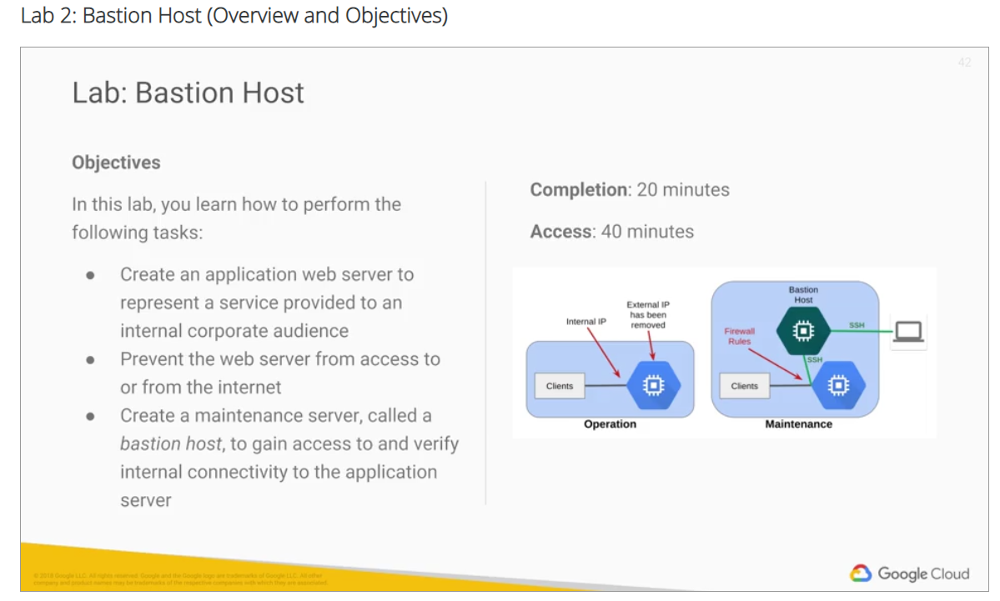 Lab 2: Bastion Host (Overview and Objectives)
42
Lab: Bastion Host
Objectives
In this lab, you learn how to perform the
following tasks:
● Create an application web server to
represent a service provided to an
internal corporate audience
● Prevent the web server from access to
or from the internet
● Create a maintenance server, called a
bastion host, to gain access to and verify
internal connectivity to the application
server
Completion: 20 minutes
Access: 40 minutes
Internal IP
External IP
has been
removed
Clients
Operation
Bastion
Host
Firewall
Rules
SSH
SSH
Clients
Maintenance
© 2018 Google LLC. All rights reserved. Google and the Google logo are trademarks of Google LLC. All other
company and product names may be trademarks of the respective companies with which they are associated.
Google Cloud